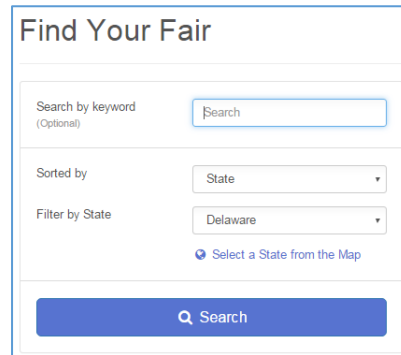 Find Your Fair
Search by keyword
(Optional)
Search
Sorted by
State
Filter by State
Delaware
Select a State from the Map
Search